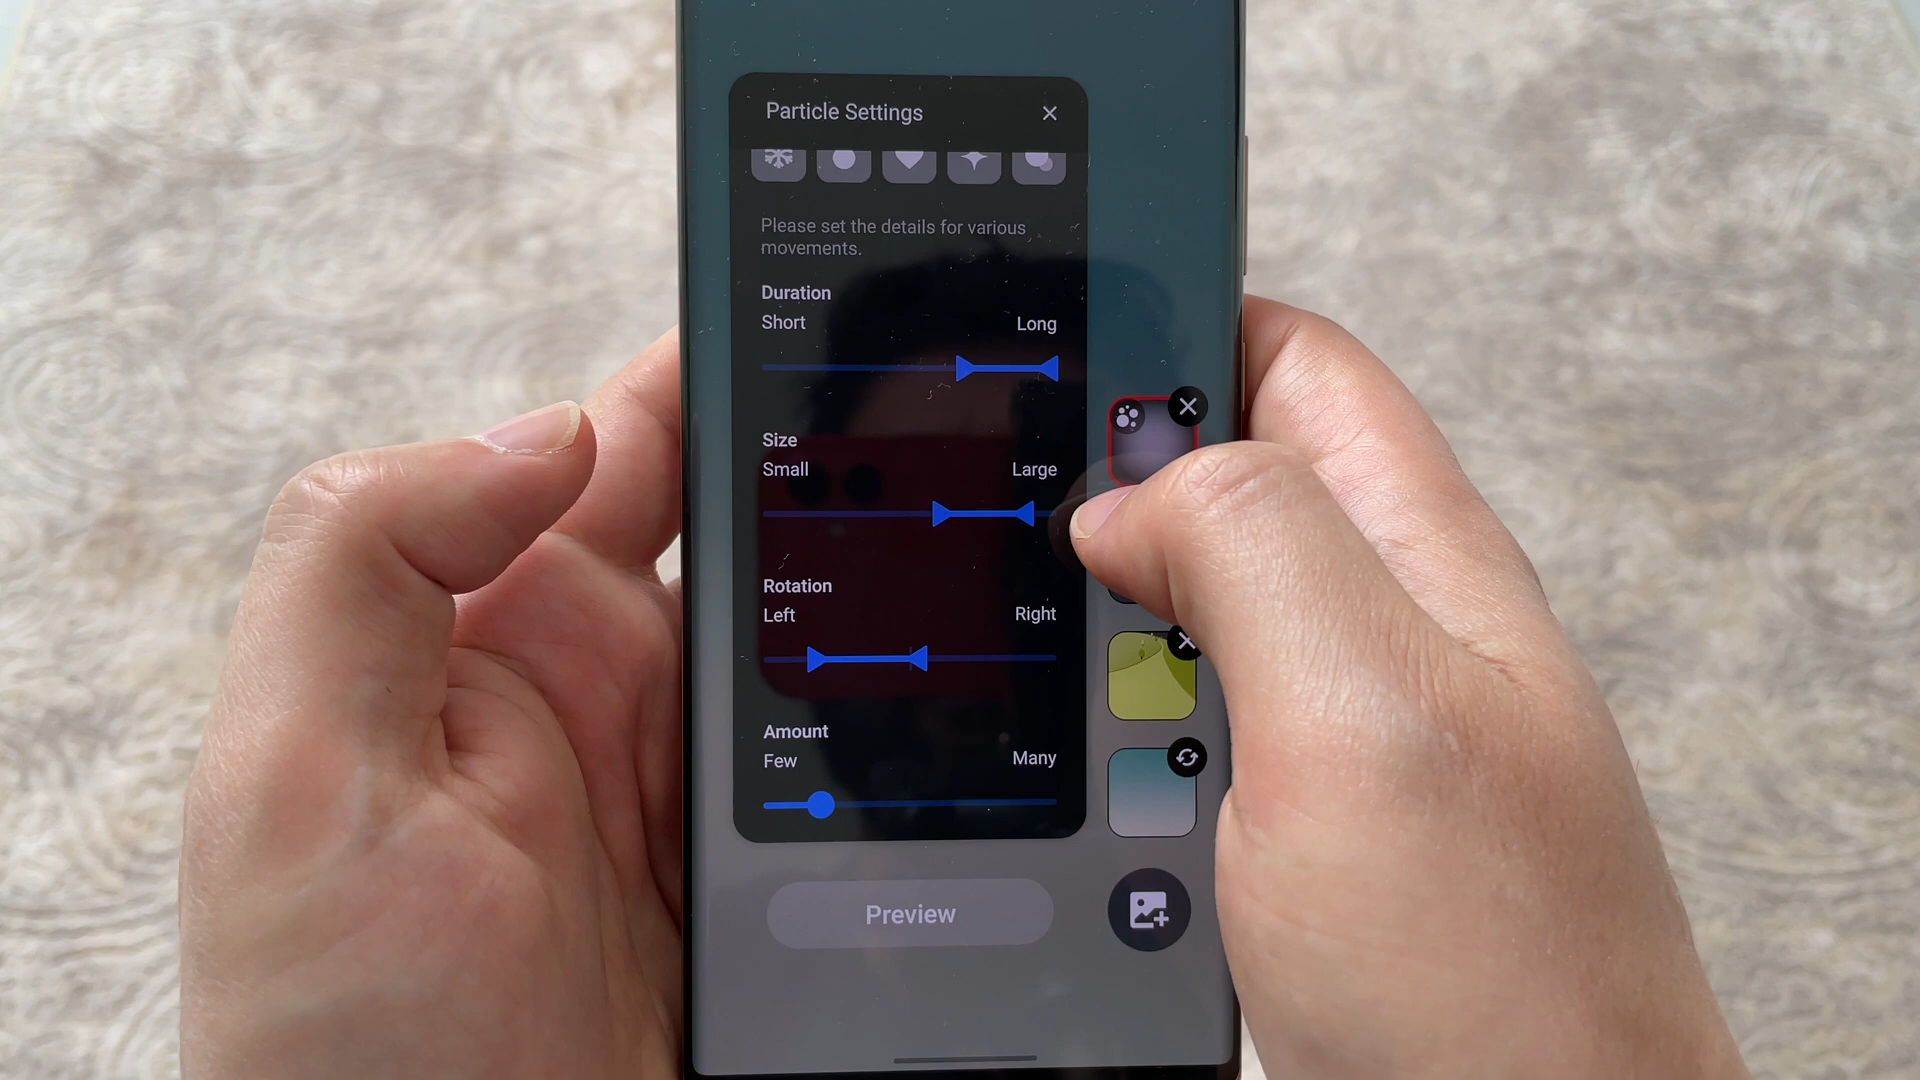 Particle Settings
Please set the details for various
movements.
Duration
Short Long
Size
Small Large
Rotation
Left Right
Amount
Few Many
Preview